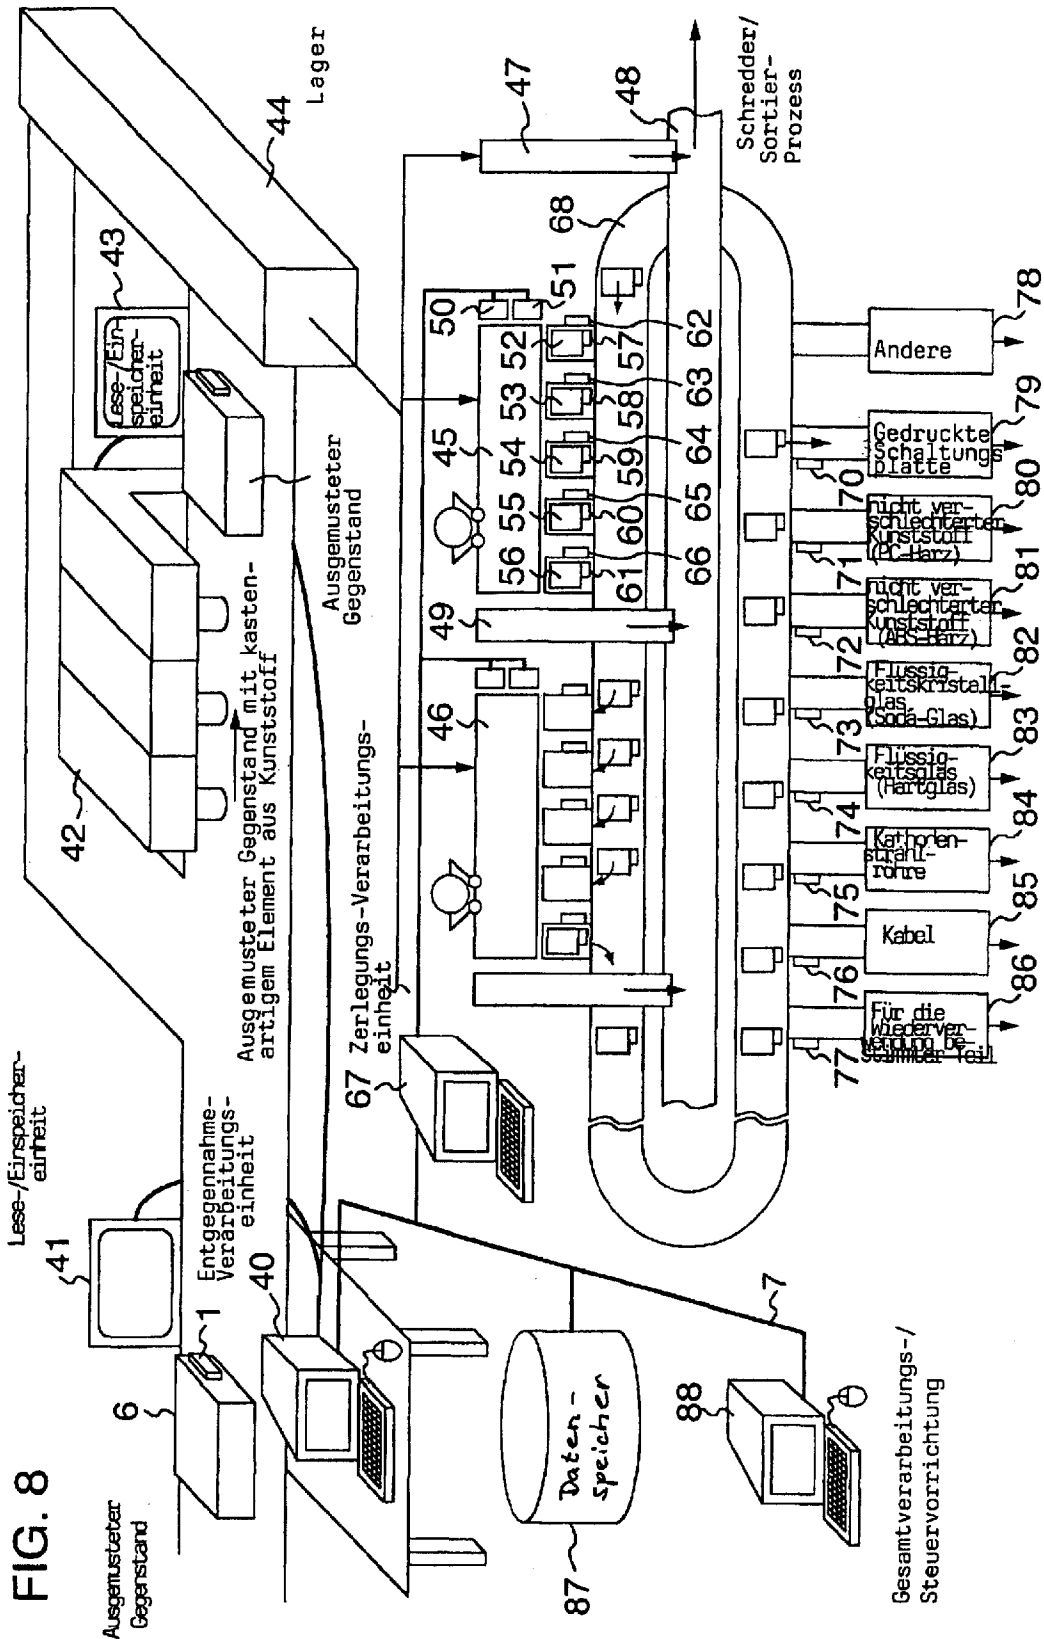 FIG. 8
Ausgemusteter
Gegenstand
6
1
41
Lese-/Einspeicher-
einheit
Entgegennahme-
Verarbeitungs-
einheit
40
42
Ausgemusteter Gegenstand mit kasten-
artigem Element aus Kunststoff
43
Lese-/Ein-
speicher-
einheit
Ausgemusteter
Gegenstand
44
Lager
67
Zerlegungs-Verarbeitungs-
einheit
46
49
45
50
51
47
48
56
55
54
53
52
61
60
59
58
57
66
65
64
63
62
68
Schredder/
Sortier-
Prozess
87
Daten-
speicher
7
88
Gesamtverarbeitungs-/
Steuervorrichtung
77
76
75
74
73
72
71
70
Für die
Wiederver-
wendung be-
stimmter Teil
86
Kabel
85
Kathoden-
strahl-
röhre
84
Flüssig-
keitsglas
(Hartglas)
83
Flüssig-
keitskristall-
glas
(Soda-Glas)
82
nicht ver-
schlechterter
Kunststoff
(ABS-Harz)
81
nicht ver-
schlechterter
Kunststoff
(PC-Harz)
80
Gedruckte
Schaltungs
platte
79
Andere
78